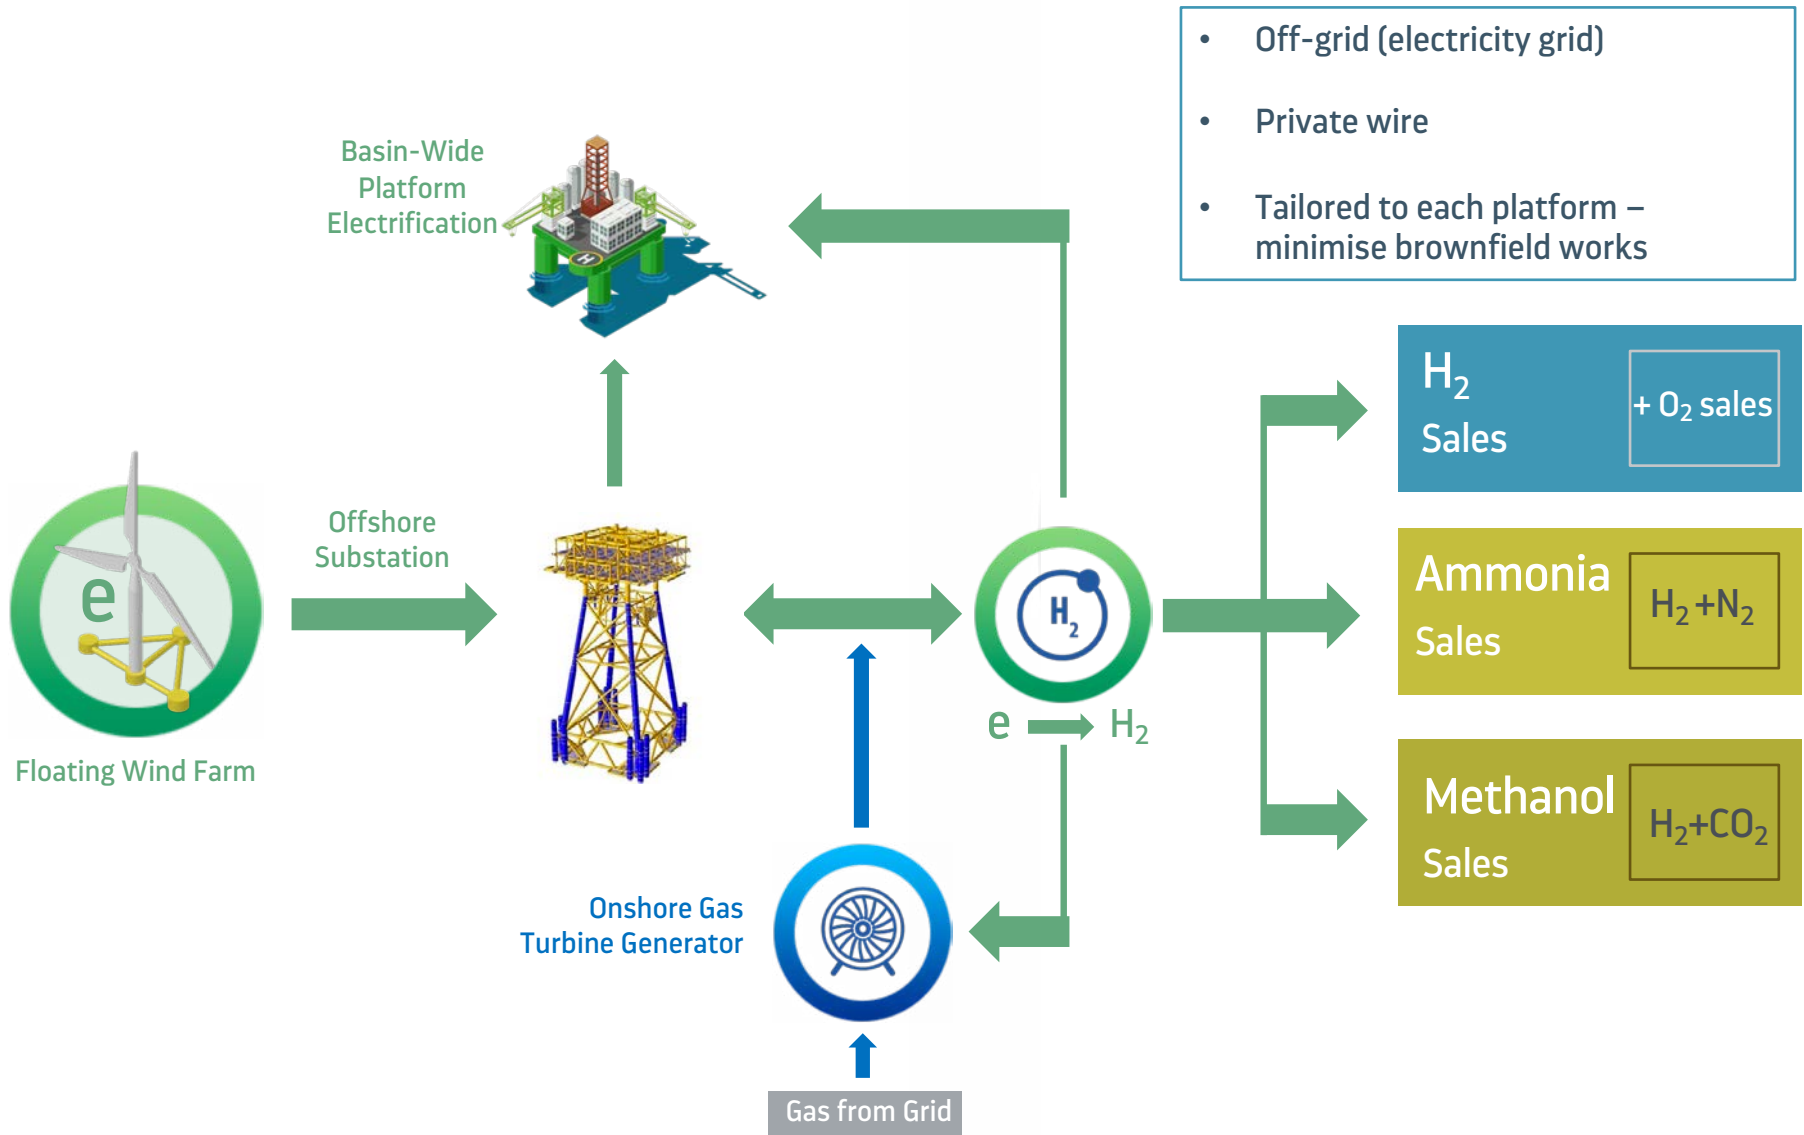 • Off-grid (electricity grid)
• Private wire
• Tailored to each platform –
minimise brownfield works
Basin-Wide
Platform
Electrification
H
H₂
Sales
+ O₂ sales
Offshore
Substation
e
Floating Wind Farm
H₂
e
H₂
Ammonia
Sales
H₂ +N₂
Methanol
Sales
H₂+CO₂
Onshore Gas
Turbine Generator
Gas from Grid